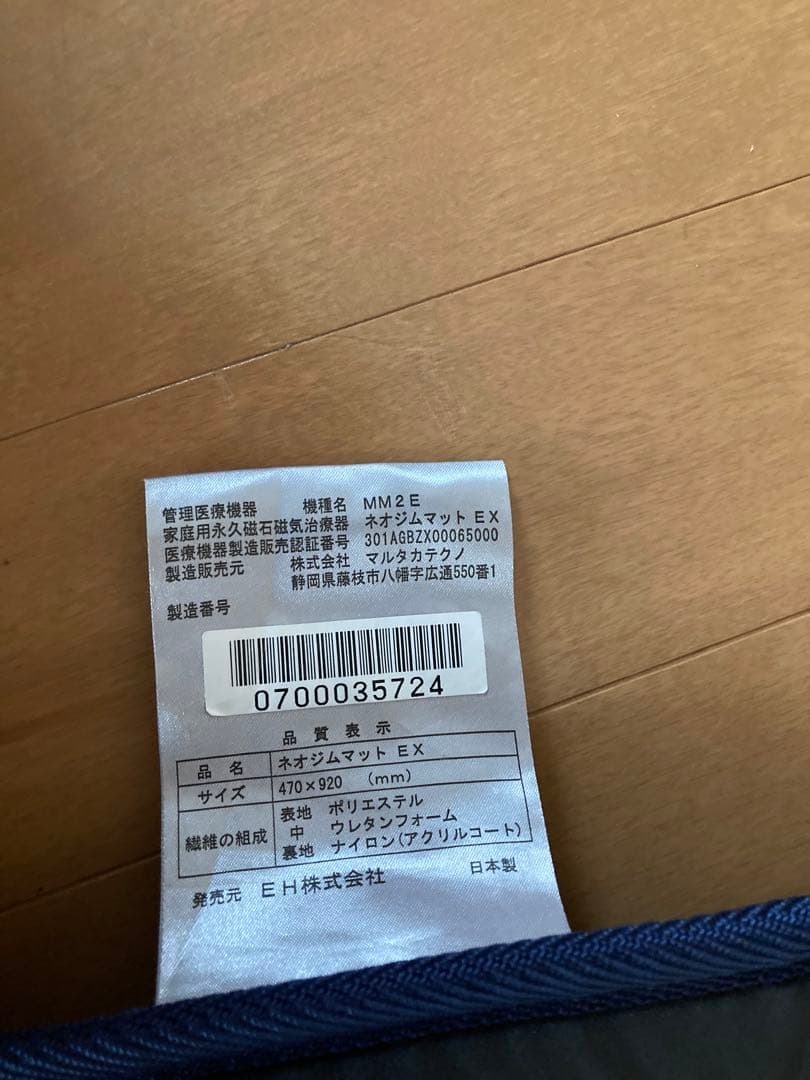 管理医療機器 機種名 MM2E
家庭用永久磁石磁気治療器 ネオジムマット EX
医療機器製造販売認証番号 301AGBZX00065000
製造販売元 株式会社 マルタカテクノ
静岡県藤枝市八幡字広通550番1
製造番号
0700035724
品質表示
品名 ネオジムマット EX
サイズ 470×920 (mm)
繊維の組成 表地 ポリエステル
中 ウレタンフォーム
裏地 ナイロン(アクリルコート)
発売元 EH株式会社 日本製